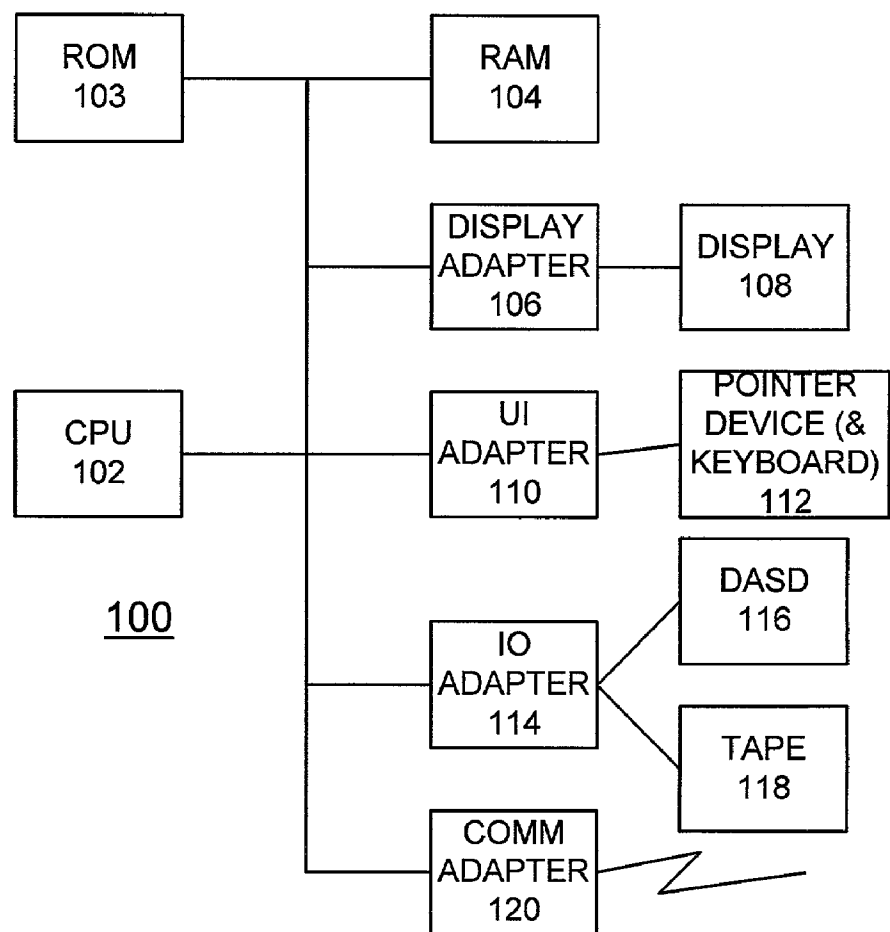 ROM
103
RAM
104
DISPLAY
ADAPTER
106
DISPLAY
108
CPU
102
UI
ADAPTER
110
POINTER
DEVICE (&
KEYBOARD)
112
100
IO
ADAPTER
114
DASD
116
TAPE
118
COMM
ADAPTER
120